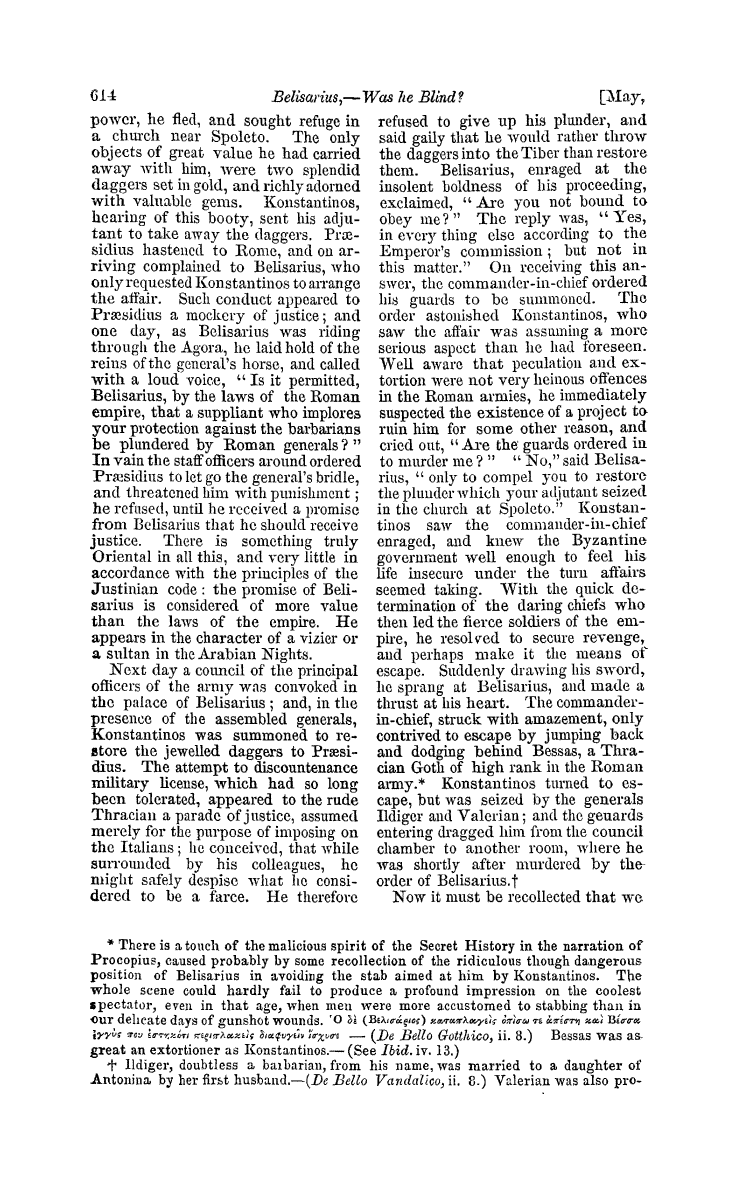 614 Belisarius,—Was he Blind? [May,
power, he fled, and sought refuge in
a church near Spoleto. The only
objects of great value he had carried
away with him, were two splendid
daggers set in gold, and richly adorned
with valuable gems. Konstantinos,
hearing of this booty, sent his adju-
tant to take away the daggers. Præ-
sidius hastened to Rome, and on ar-
riving complained to Belisarius, who
only requested Konstantinos to arrange
the affair. Such conduct appeared to
Præsidius a mockery of justice; and
one day, as Belisarius was riding
through the Agora, he laid hold of the
reins of the general's horse, and called
with a loud voice, “Is it permitted,
Belisarius, by the laws of the Roman
empire, that a suppliant who implores
your protection against the barbarians
be plundered by Roman generals?”
In vain the staff officers around ordered
Præsidius to let go the general's bridle,
and threatened him with punishment;
he refused, until he received a promise
from Belisarius that he should receive
justice. There is something truly
Oriental in all this, and very little in
accordance with the principles of the
Justinian code: the promise of Beli-
sarius is considered of more value
than the laws of the empire. He
appears in the character of a vizier or
a sultan in the Arabian Nights.
Next day a council of the principal
officers of the army was convoked in
the palace of Belisarius; and, in the
presence of the assembled generals,
Konstantinos was summoned to re-
store the jewelled daggers to Præsi-
dius. The attempt to discountenance
military license, which had so long
been tolerated, appeared to the rude
Thracian a parade of justice, assumed
merely for the purpose of imposing on
the Italians; he conceived, that while
surrounded by his colleagues, he
might safely despise what he consi-
dered to be a farce. He therefore
refused to give up his plunder, and
said gaily that he would rather throw
the daggers into the Tiber than restore
them. Belisarius, enraged at the
insolent boldness of his proceeding,
exclaimed, “Are you not bound to
obey me?” The reply was, “Yes,
in every thing else according to the
Emperor's commission; but not in
this matter.” On receiving this an-
swer, the commander-in-chief ordered
his guards to be summoned. The
order astonished Konstantinos, who
saw the affair was assuming a more
serious aspect than he had foreseen.
Well aware that peculation and ex-
tortion were not very heinous offences
in the Roman armies, he immediately
suspected the existence of a project to
ruin him for some other reason, and
cried out, “Are the guards ordered in
to murder me?” “No,” said Belisa-
rius, “only to compel you to restore
the plunder which your adjutant seized
in the church at Spoleto.” Konstan-
tinos saw the commander-in-chief
enraged, and knew the Byzantine
government well enough to feel his
life insecure under the turn affairs
seemed taking. With the quick de-
termination of the daring chiefs who
then led the fierce soldiers of the em-
pire, he resolved to secure revenge,
and perhaps make it the means of
escape. Suddenly drawing his sword,
he sprang at Belisarius, and made a
thrust at his heart. The commander-
in-chief, struck with amazement, only
contrived to escape by jumping back
and dodging behind Bessas, a Thra-
cian Goth of high rank in the Roman
army.* Konstantinos turned to es-
cape, but was seized by the generals
Ildiger and Valerian; and the geuards
entering dragged him from the council
chamber to another room, where he
was shortly after murdered by the
order of Belisarius.†
Now it must be recollected that we
* There is a touch of the malicious spirit of the Secret History in the narration of
Procopius, caused probably by some recollection of the ridiculous though dangerous
position of Belisarius in avoiding the stab aimed at him by Konstantinos. The
whole scene could hardly fail to produce a profound impression on the coolest
spectator, even in that age, when men were more accustomed to stabbing than in
our delicate days of gunshot wounds. Ὁ δὲ (Βελισάριος) καταπλαγεὶς ὀπίσω τε ἀπέστη καὶ Βέσσα
ἐγγύς που ἑστηκότι περιπλακεὶς διαφυγεῖν ἴσχυσε — (De Bello Gotthico, ii. 8.) Bessas was as
great an extortioner as Konstantinos.—(See Ibid. iv. 13.)
† Ildiger, doubtless a barbarian, from his name, was married to a daughter of
Antonina by her first husband.—(De Bello Vandalico, ii. 8.) Valerian was also pro-